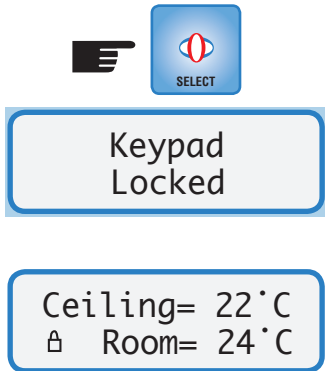 SELECT
Keypad
Locked
Ceiling= 22°C
Room= 24°C